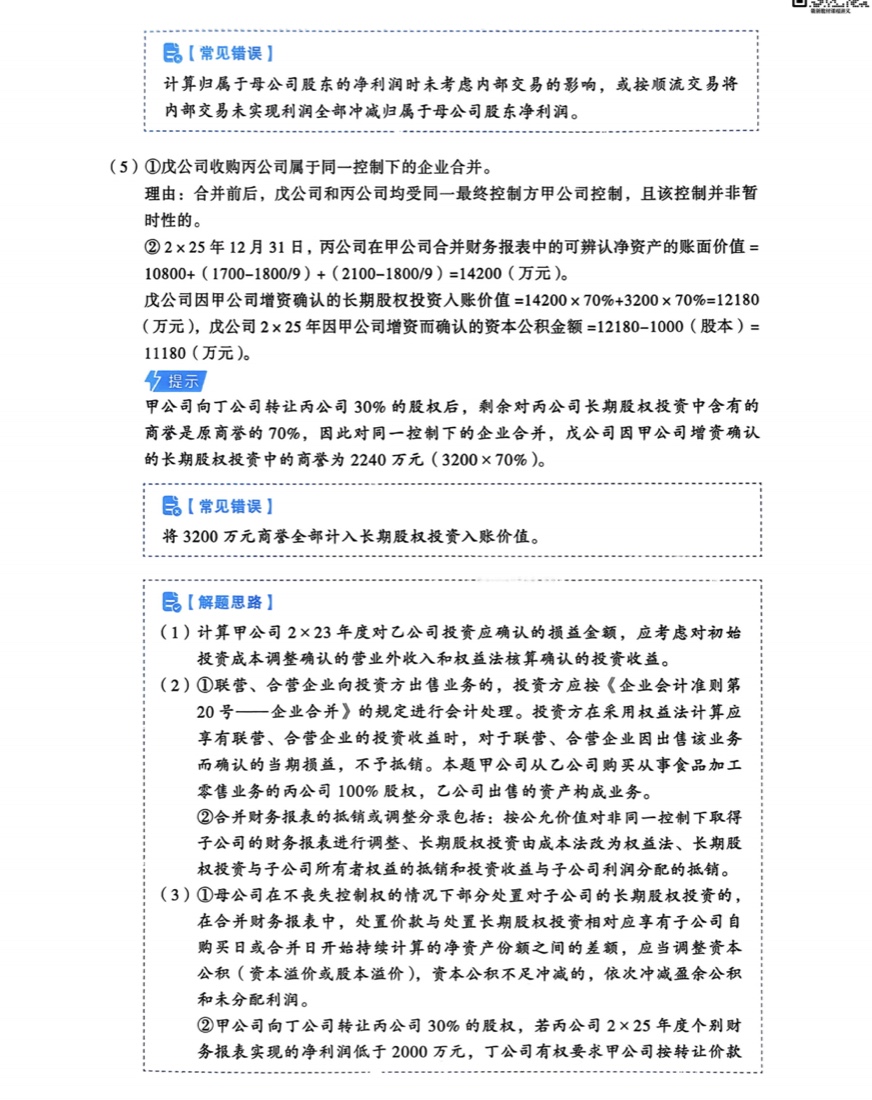 【常见错误】
计算归属于母公司股东的净利润时未考虑内部交易的影响，或按顺流交易将
内部交易未实现利润全部冲减归属于母公司股东净利润。
（5）①戊公司收购丙公司属于同一控制下的企业合并。
理由：合并前后，戊公司和丙公司均受同一最终控制方甲公司控制，且该控制并非暂
时性的。
②2×25年12月31日，丙公司在甲公司合并财务报表中的可辨认净资产的账面价值=
10800+（1700-1800/9）+（2100-1800/9）=14200（万元）。
戊公司因甲公司增资确认的长期股权投资入账价值=14200×70%+3200×70%=12180
（万元），戊公司2×25年因甲公司增资而确认的资本公积金额=12180-1000（股本）=
11180（万元）。
提示
甲公司向丁公司转让丙公司30%的股权后，剩余对丙公司长期股权投资中含有的
商誉是原商誉的70%，因此对同一控制下的企业合并，戊公司因甲公司增资确认
的长期股权投资中的商誉为2240万元（3200×70%）。
【常见错误】
将3200万元商誉全部计入长期股权投资入账价值。
【解题思路】
（1）计算甲公司2×23年度对乙公司投资应确认的损益金额，应考虑对初始
投资成本调整确认的营业外收入和权益法核算确认的投资收益。
（2）①联营、合营企业向投资方出售业务的，投资方应按《企业会计准则第
20号——企业合并》的规定进行会计处理。投资方在采用权益法计算应
享有联营、合营企业的投资收益时，对于联营、合营企业因出售该业务
而确认的当期损益，不予抵销。本题甲公司从乙公司购买从事食品加工
零售业务的丙公司100%股权，乙公司出售的资产构成业务。
②合并财务报表的抵销或调整分录包括：按公允价值对非同一控制下取得
子公司的财务报表进行调整、长期股权投资由成本法改为权益法、长期股
权投资与子公司所有者权益的抵销和投资收益与子公司利润分配的抵销。
（3）①母公司在不丧失控制权的情况下部分处置对子公司的长期股权投资的，
在合并财务报表中，处置价款与处置长期股权投资相对应享有子公司自
购买日或合并日开始持续计算的净资产份额之间的差额，应当调整资本
公积（资本溢价或股本溢价），资本公积不足冲减的，依次冲减盈余公积
和未分配利润。
②甲公司向丁公司转让丙公司30%的股权，若丙公司2×25年度个别财
务报表实现的净利润低于2000万元，丁公司有权要求甲公司按转让价款